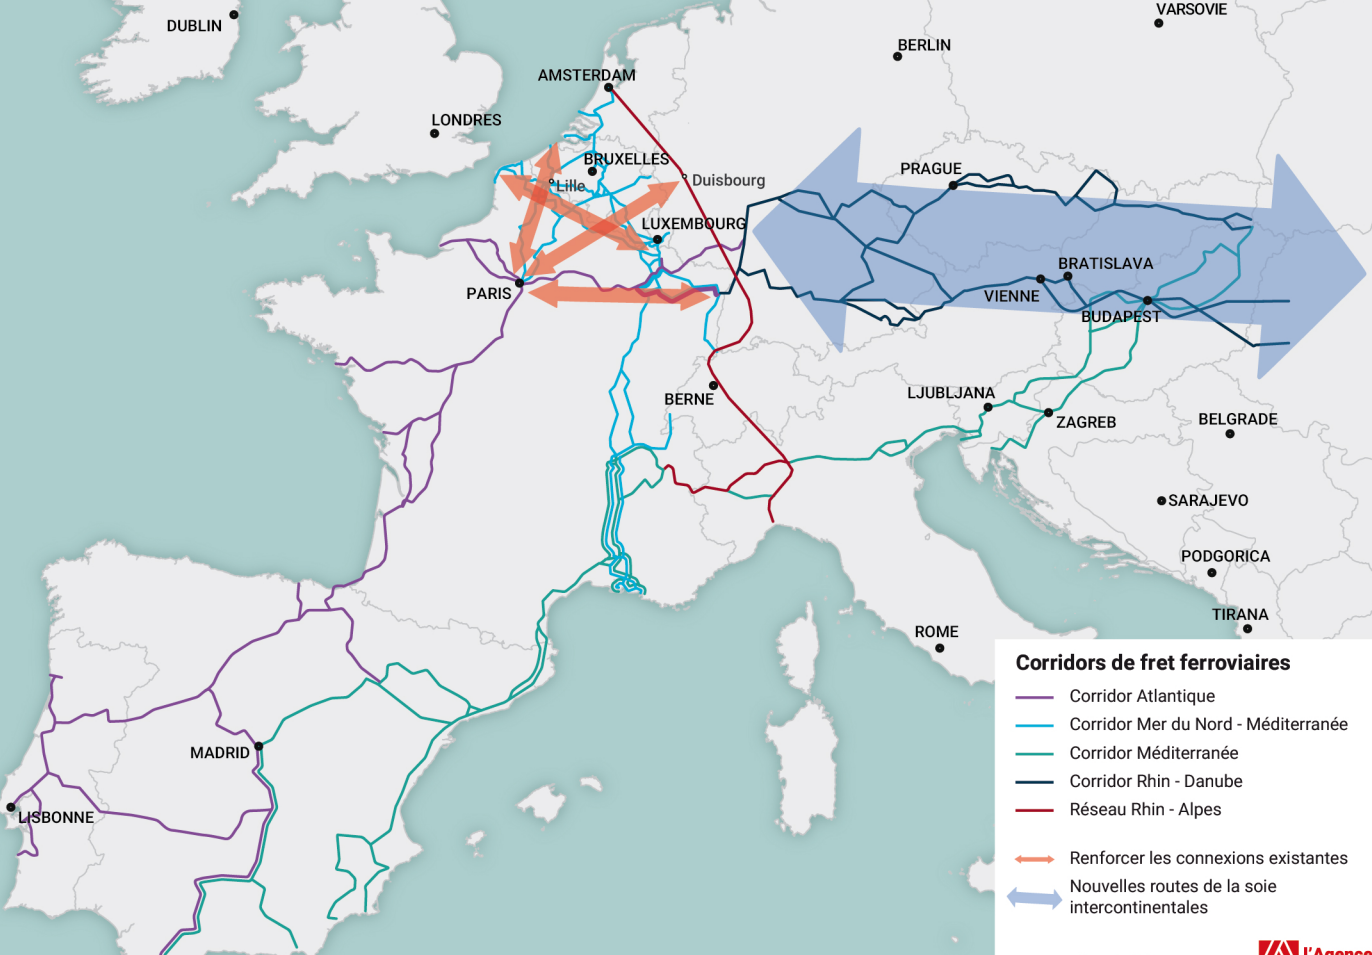 VARSOVIE
DUBLIN
BERLIN
AMSTERDAM
LONDRES
BRUXELLES
PRAGUE
Lille
Duisbourg
LUXEMBOURG
BRATISLAVA
PARIS
VIENNE
BUDAPEST
BERNE
LJUBLJANA
ZAGREB
BELGRADE
SARAJEVO
PODGORICA
TIRANA
ROME
MADRID
LISBONNE
Corridors de fret ferroviaires
Corridor Atlantique
Corridor Mer du Nord - Méditerranée
Corridor Méditerranée
Corridor Rhin - Danube
Réseau Rhin - Alpes
Renforcer les connexions existantes
Nouvelles routes de la soie
intercontinentales
l'Agence